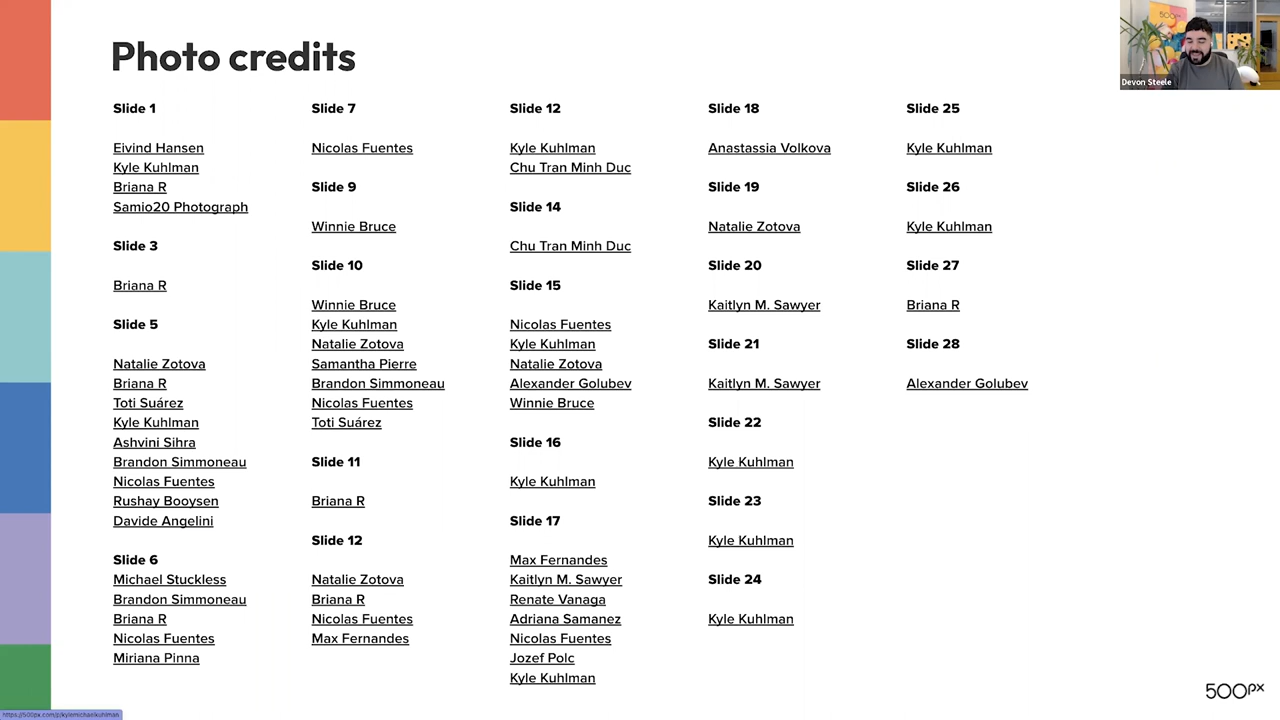 Photo credits
Slide 1
Eivind Hansen
Kyle Kuhlman
Briana R
Samio20 Photograph
Slide 3
Briana R
Slide 5
Natalie Zotova
Briana R
Toti Suárez
Kyle Kuhlman
Ashvini Sihra
Brandon Simmoneau
Nicolas Fuentes
Rushay Booysen
Davide Angelini
Slide 6
Michael Stuckless
Brandon Simmoneau
Briana R
Nicolas Fuentes
Miriana Pinna
Slide 7
Nicolas Fuentes
Slide 9
Winnie Bruce
Slide 10
Winnie Bruce
Kyle Kuhlman
Natalie Zotova
Samantha Pierre
Brandon Simmoneau
Nicolas Fuentes
Toti Suárez
Slide 11
Briana R
Slide 12
Natalie Zotova
Briana R
Nicolas Fuentes
Max Fernandes
Slide 12
Kyle Kuhlman
Chu Tran Minh Duc
Slide 14
Chu Tran Minh Duc
Slide 15
Nicolas Fuentes
Kyle Kuhlman
Natalie Zotova
Alexander Golubev
Winnie Bruce
Slide 16
Kyle Kuhlman
Slide 17
Max Fernandes
Kaitlyn M. Sawyer
Renate Vanaga
Adriana Samanez
Nicolas Fuentes
Jozef Polc
Kyle Kuhlman
Slide 18
Anastassia Volkova
Slide 19
Natalie Zotova
Slide 20
Kaitlyn M. Sawyer
Slide 21
Kaitlyn M. Sawyer
Slide 22
Kyle Kuhlman
Slide 23
Kyle Kuhlman
Slide 24
Kyle Kuhlman
Slide 25
Kyle Kuhlman
Slide 26
Kyle Kuhlman
Slide 27
Briana R
Slide 28
Alexander Golubev
500px
Devon Steele
500px
https://500px.com/p/kylemichaelkuhlman